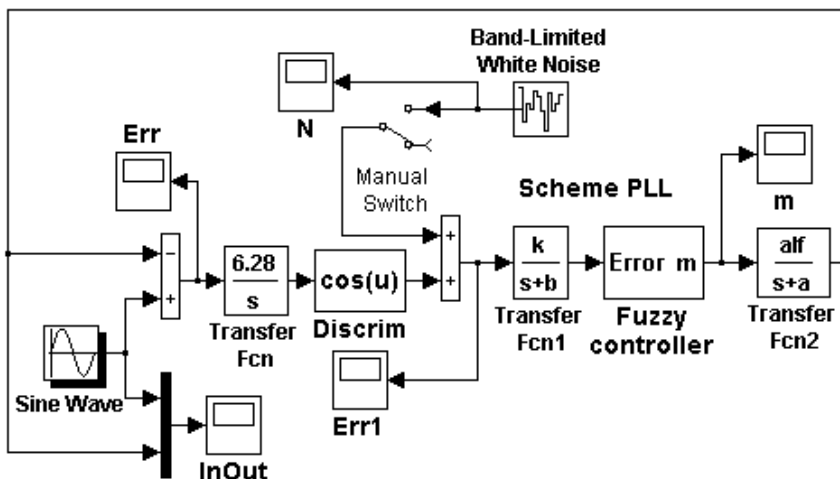 Band-Limited
White Noise
N
Err
Manual
Switch
Scheme PLL
m
−
+
6.28
s
Transfer
Fcn
cos(u)
Discrim
+
+
k
s+b
Transfer
Fcn1
Error m
Fuzzy
controller
alf
s+a
Transfer
Fcn2
Sine Wave
InOut
Err1